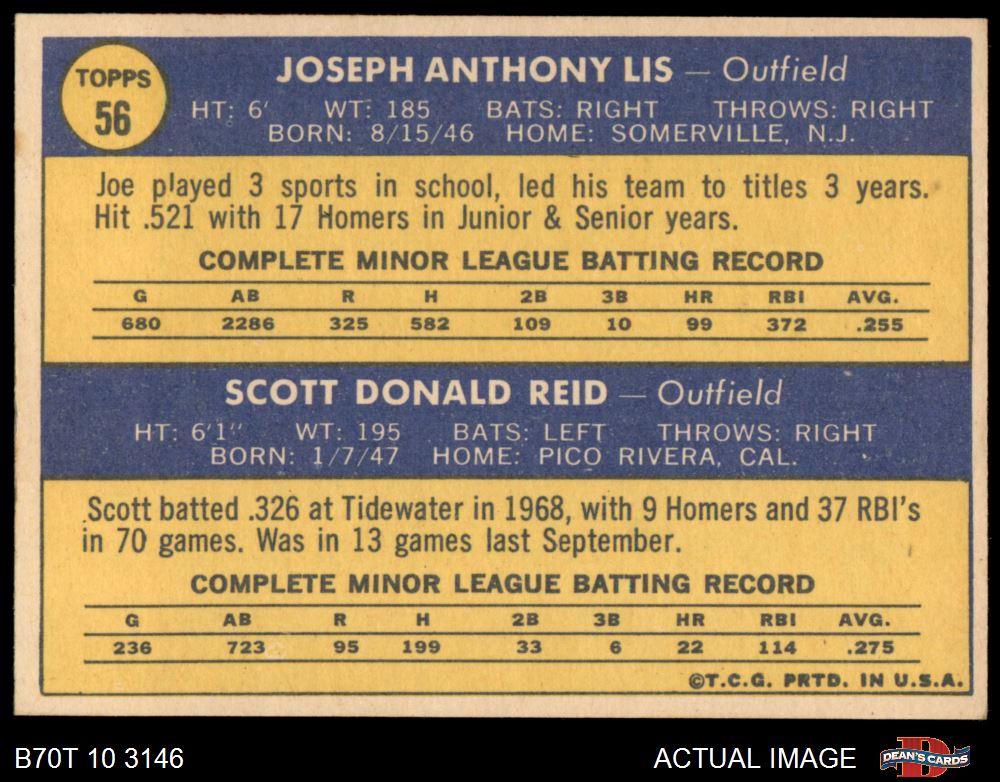 TOPPS
56
JOSEPH ANTHONY LIS — Outfield
HT: 6' WT: 185 BATS: RIGHT THROWS: RIGHT
BORN: 8/15/46 HOME: SOMERVILLE, N.J.
Joe played 3 sports in school, led his team to titles 3 years.
Hit .521 with 17 Homers in Junior & Senior years.
COMPLETE MINOR LEAGUE BATTING RECORD
G AB R H 2B 3B HR RBI AVG.
680 2286 325 582 109 10 99 372 .255
SCOTT DONALD REID — Outfield
HT: 6'1" WT: 195 BATS: LEFT THROWS: RIGHT
BORN: 1/7/47 HOME: PICO RIVERA, CAL.
Scott batted .326 at Tidewater in 1968, with 9 Homers and 37 RBI's
in 70 games. Was in 13 games last September.
COMPLETE MINOR LEAGUE BATTING RECORD
G AB R H 2B 3B HR RBI AVG.
236 723 95 199 33 6 22 114 .275
©T.C.G. PRTD. IN U.S.A.
B70T 10 3146 ACTUAL IMAGE DEAN'S CARDS